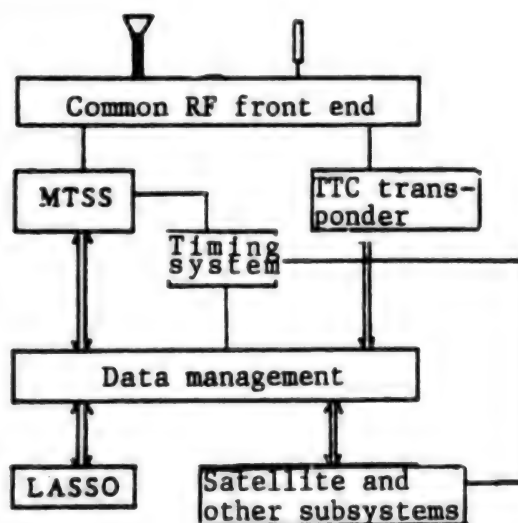 Common RF front end
MTSS
TTC trans-
ponder
Timing
system
Data management
LASSO
Satellite and
other subsystems